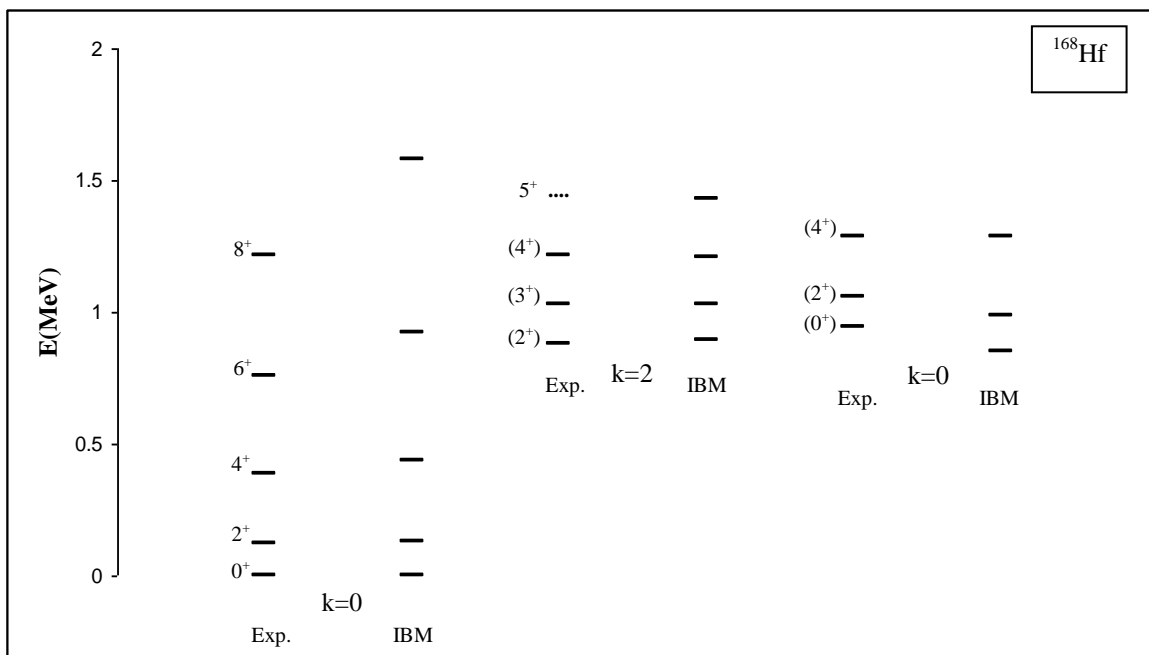 ¹⁶⁸Hf
2
1.5
1
0.5
0
E(MeV)
8⁺
6⁺
4⁺
2⁺
0⁺
k=0
Exp.
IBM
5⁺
(4⁺)
(3⁺)
(2⁺)
k=2
Exp.
IBM
(4⁺)
(2⁺)
(0⁺)
k=0
Exp.
IBM